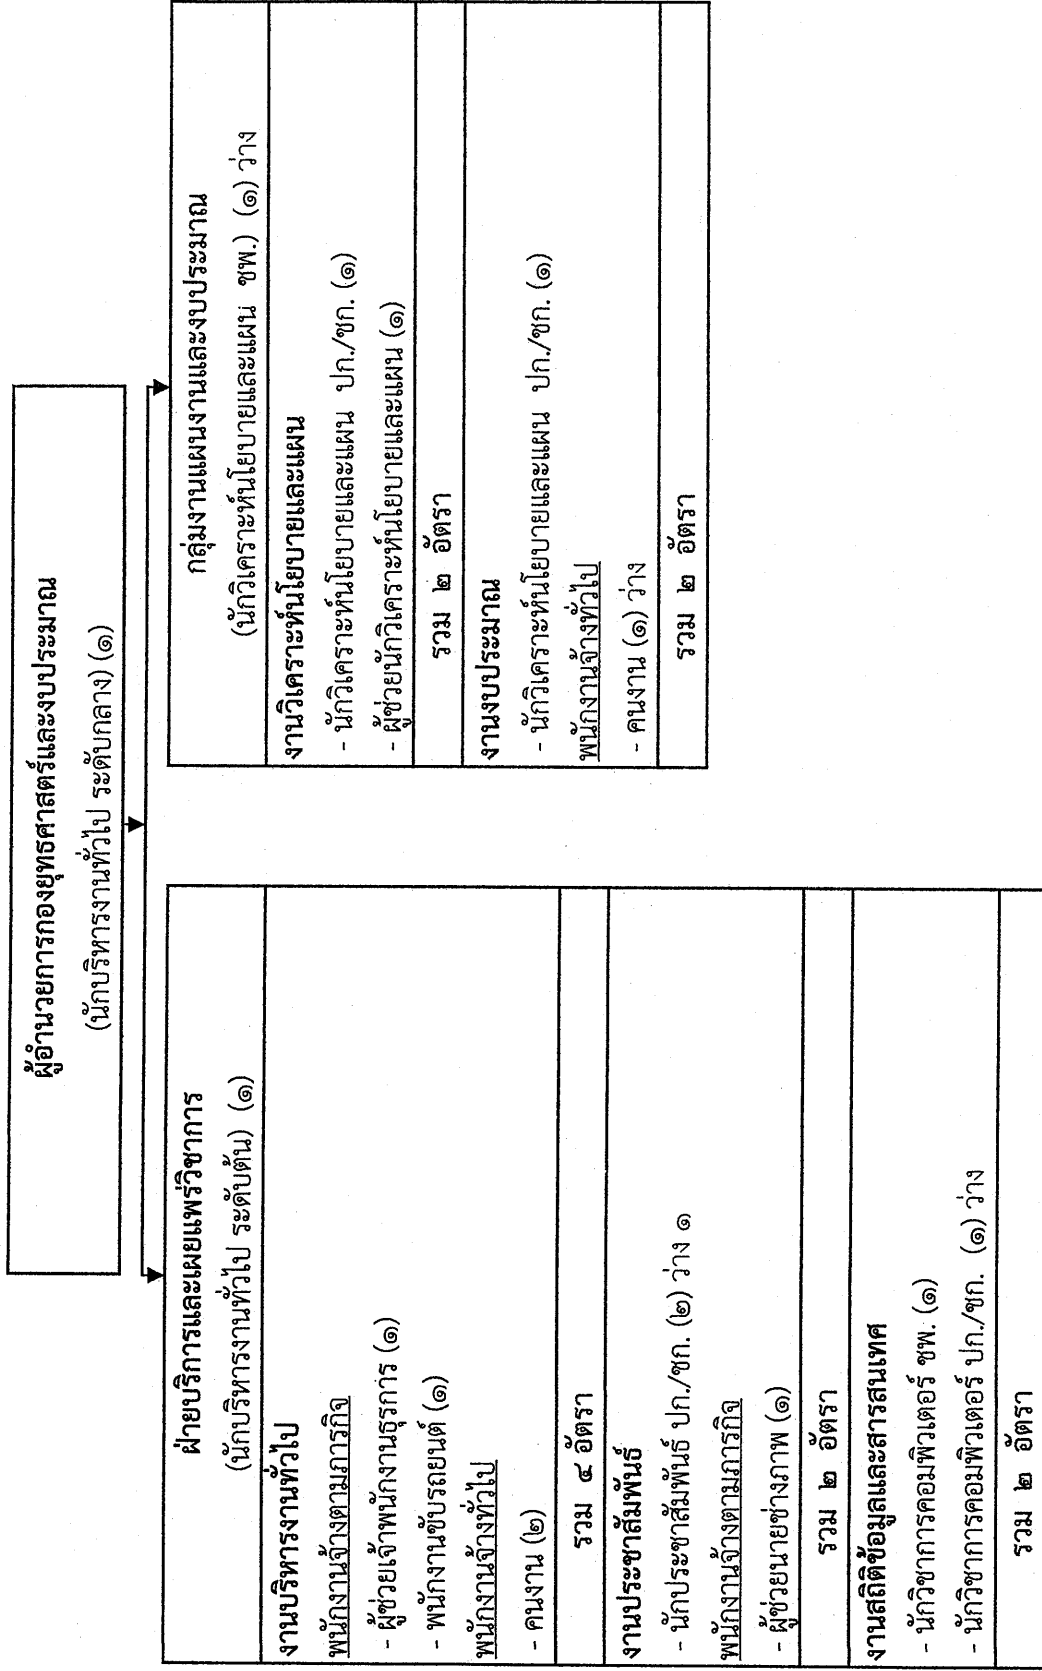 ผู้อำนวยการกองยุทธศาสตร์และงบประมาณ
(นักบริหารงานทั่วไป ระดับกลาง) (๑)
ฝ่ายบริการและเผยแพร่วิชาการ
(นักบริหารงานทั่วไป ระดับต้น) (๑)
งานบริหารงานทั่วไป
พนักงานจ้างตามภารกิจ
- ผู้ช่วยเจ้าพนักงานธุรการ (๑)
- พนักงานขับรถยนต์ (๑)
พนักงานจ้างทั่วไป
- คนงาน (๒)
รวม ๔ อัตรา
งานประชาสัมพันธ์
- นักประชาสัมพันธ์ ปก./ชก. (๒) ว่าง ๑
พนักงานจ้างตามภารกิจ
- ผู้ช่วยนายช่างภาพ (๑)
รวม ๒ อัตรา
งานสถิติข้อมูลและสารสนเทศ
- นักวิชาการคอมพิวเตอร์ ชพ. (๑)
- นักวิชาการคอมพิวเตอร์ ปก./ชก. (๑) ว่าง
รวม ๒ อัตรา
กลุ่มงานแผนงานและงบประมาณ
(นักวิเคราะห์นโยบายและแผน ชพ.) (๑) ว่าง
งานวิเคราะห์นโยบายและแผน
- นักวิเคราะห์นโยบายและแผน ปก./ชก. (๑)
- ผู้ช่วยนักวิเคราะห์นโยบายและแผน (๑)
รวม ๒ อัตรา
งานงบประมาณ
- นักวิเคราะห์นโยบายและแผน ปก./ชก. (๑)
พนักงานจ้างทั่วไป
- คนงาน (๑) ว่าง
รวม ๒ อัตรา